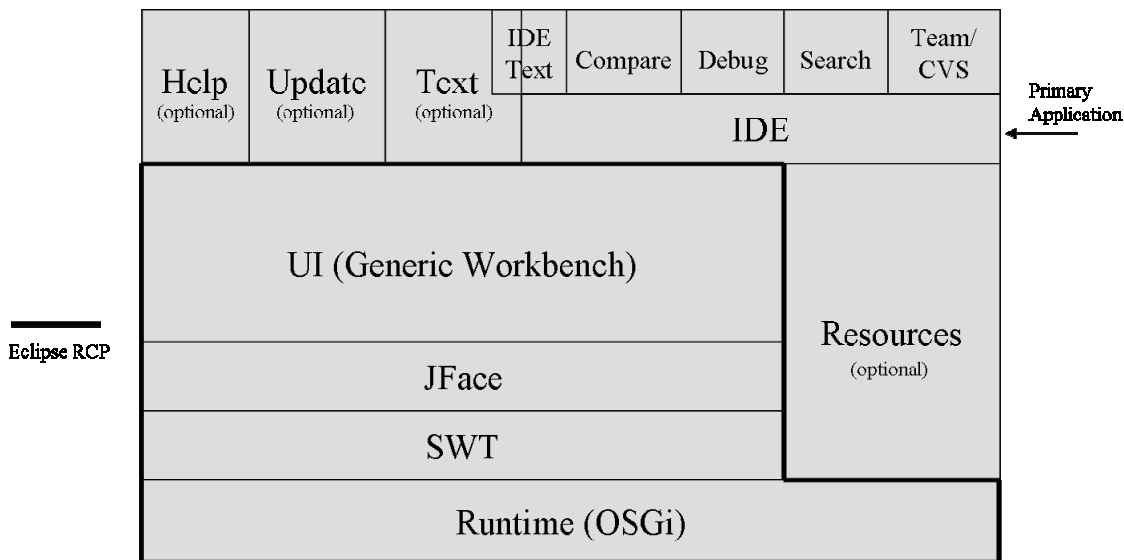 IDE
Text
Compare
Debug
Search
Team/
CVS
Help
(optional)
Update
(optional)
Text
(optional)
IDE
Primary
Application
UI (Generic Workbench)
Eclipse RCP
Resources
(optional)
JFace
SWT
Runtime (OSGi)